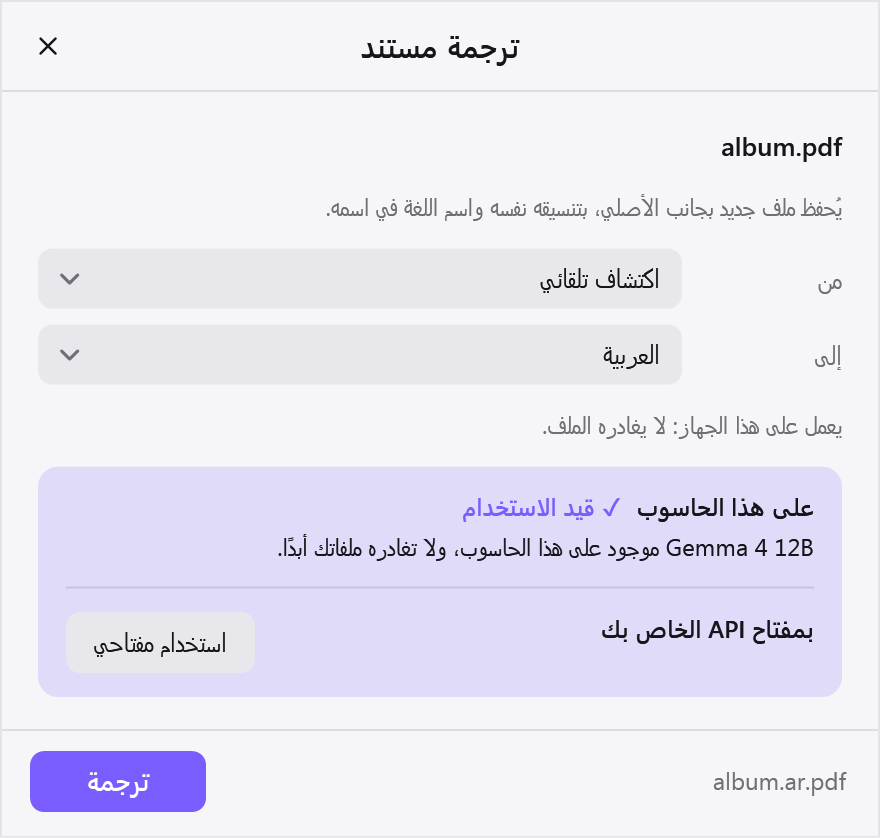 ترجمة مستند
album.pdf
يُحفظ ملف جديد بجانب الأصلي، بتنسيقه نفسه واسم اللغة في اسمه.
من
اكتشاف تلقائي
إلى
العربية
يعمل على هذا الجهاز: لا يغادره الملف.
على هذا الحاسوب ✓ قيد الاستخدام
Gemma 4 12B موجود على هذا الحاسوب، ولا تغادره ملفاتك أبدًا.
بمفتاح API الخاص بك
استخدام مفتاحي
album.ar.pdf
ترجمة